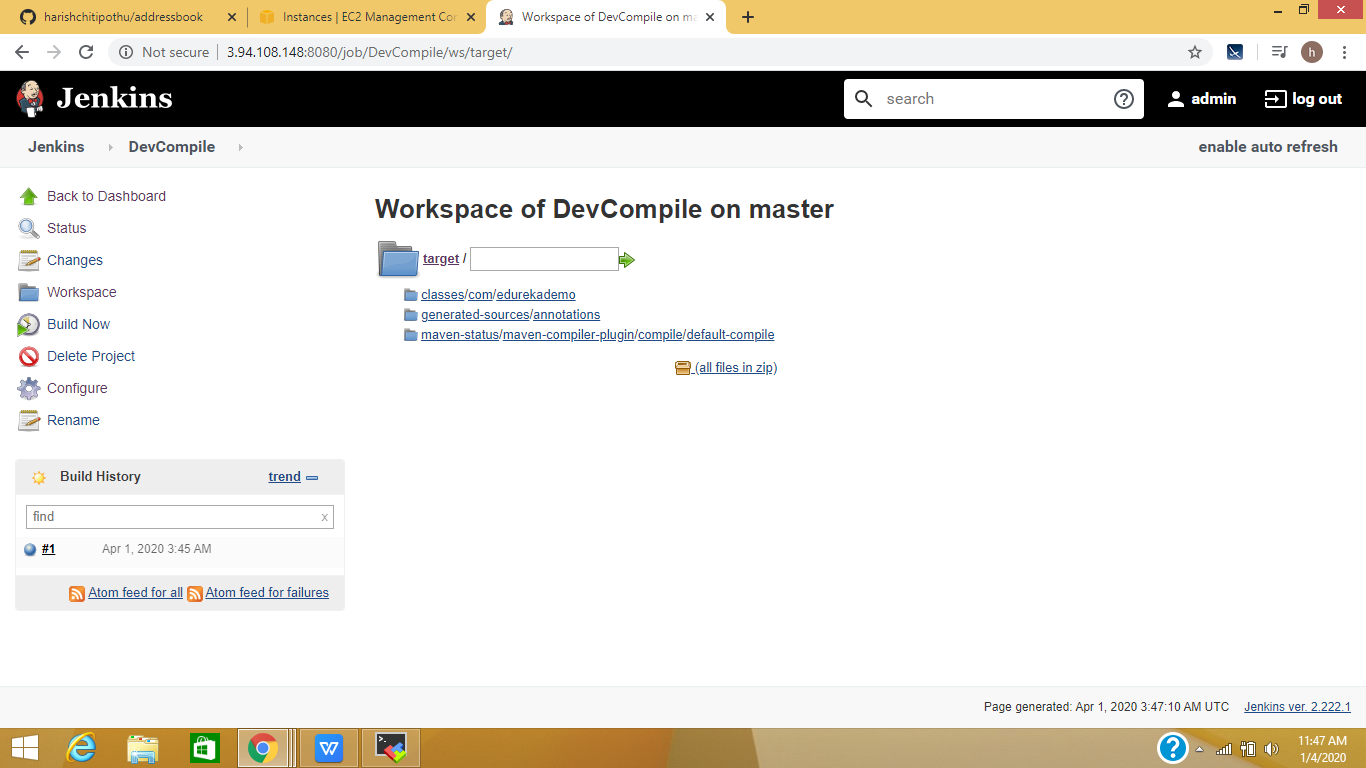 harishchitipothu/addressbook
Instances | EC2 Management Con
Workspace of DevCompile on ma
Not secure 3.94.108.148:8080/job/DevCompile/ws/target/
h
Jenkins
search
admin
log out
Jenkins DevCompile
enable auto refresh
Back to Dashboard
Status
Changes
Workspace
Build Now
Delete Project
Configure
Rename
Build History trend
find x
#1 Apr 1, 2020 3:45 AM
Atom feed for all Atom feed for failures
Workspace of DevCompile on master
target /
classes/com/edurekademo
generated-sources/annotations
maven-status/maven-compiler-plugin/compile/default-compile
(all files in zip)
Page generated: Apr 1, 2020 3:47:10 AM UTC Jenkins ver. 2.222.1
11:47 AM
1/4/2020